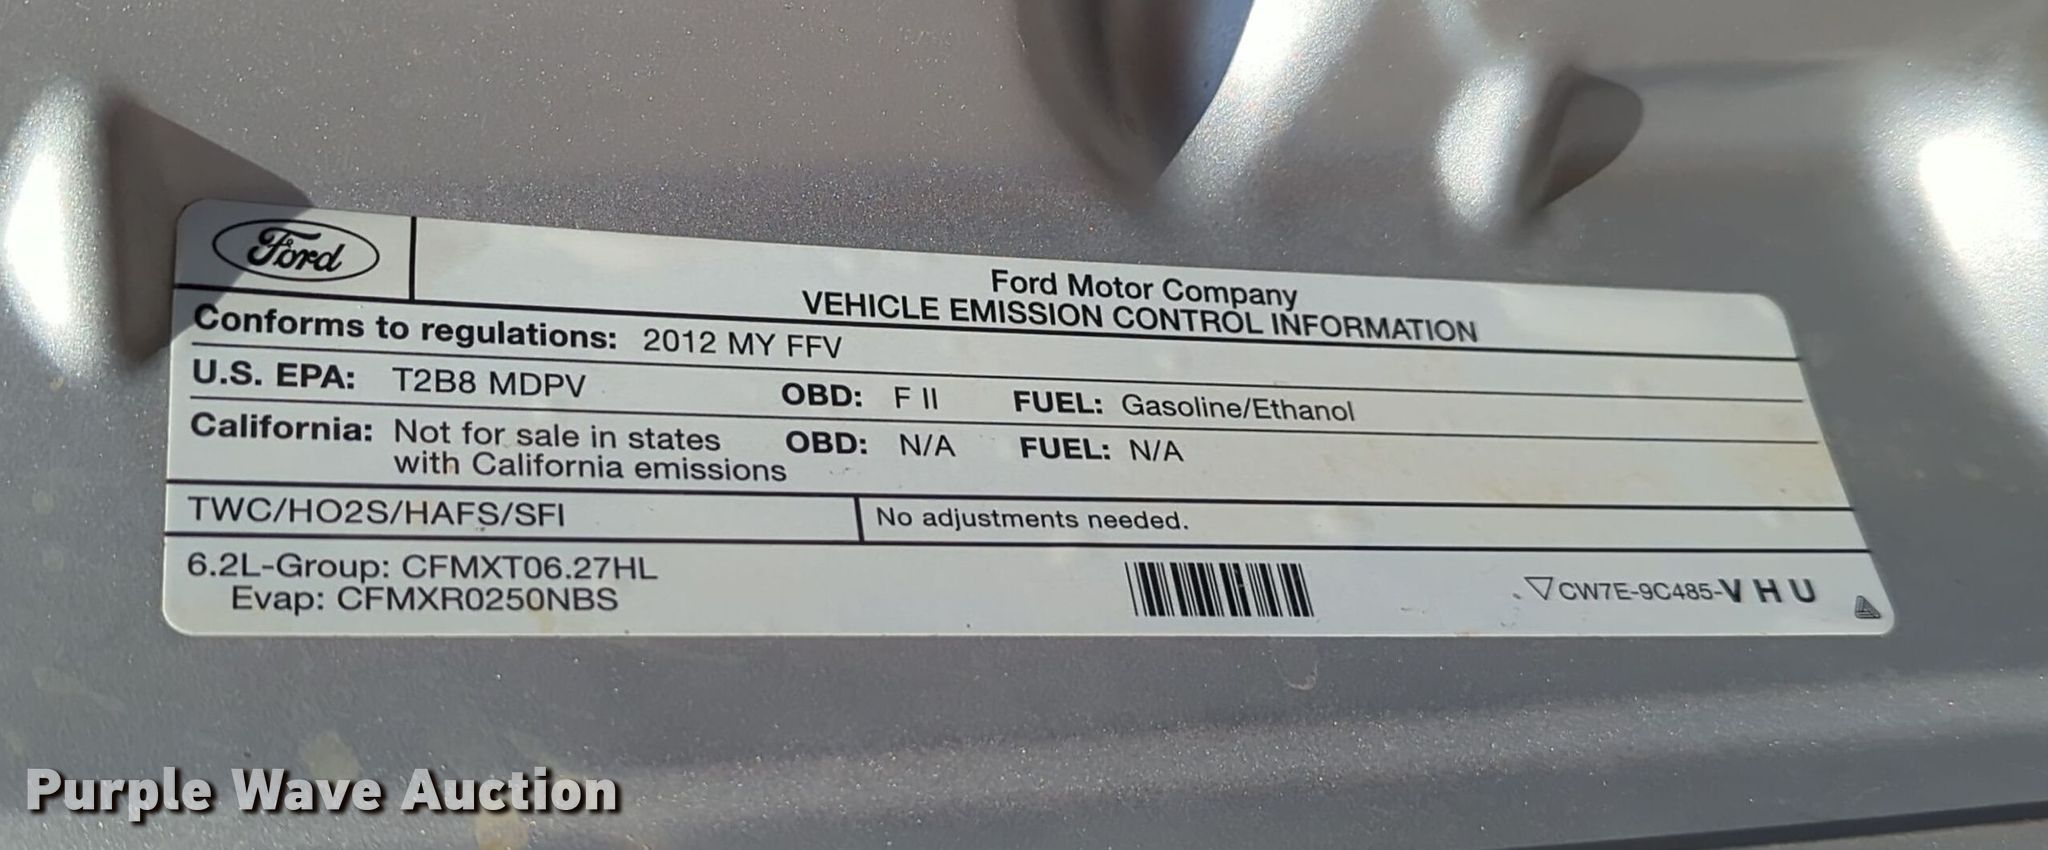 Ford
Ford Motor Company
VEHICLE EMISSION CONTROL INFORMATION
Conforms to regulations: 2012 MY FFV
U.S. EPA: T2B8 MDPV OBD: F II FUEL: Gasoline/Ethanol
California: Not for sale in states OBD: N/A FUEL: N/A
with California emissions
TWC/HO2S/HAFS/SFI No adjustments needed.
6.2L-Group: CFMXT06.27HL
Evap: CFMXR0250NBS
CW7E-9C485-V H U
Purple Wave Auction